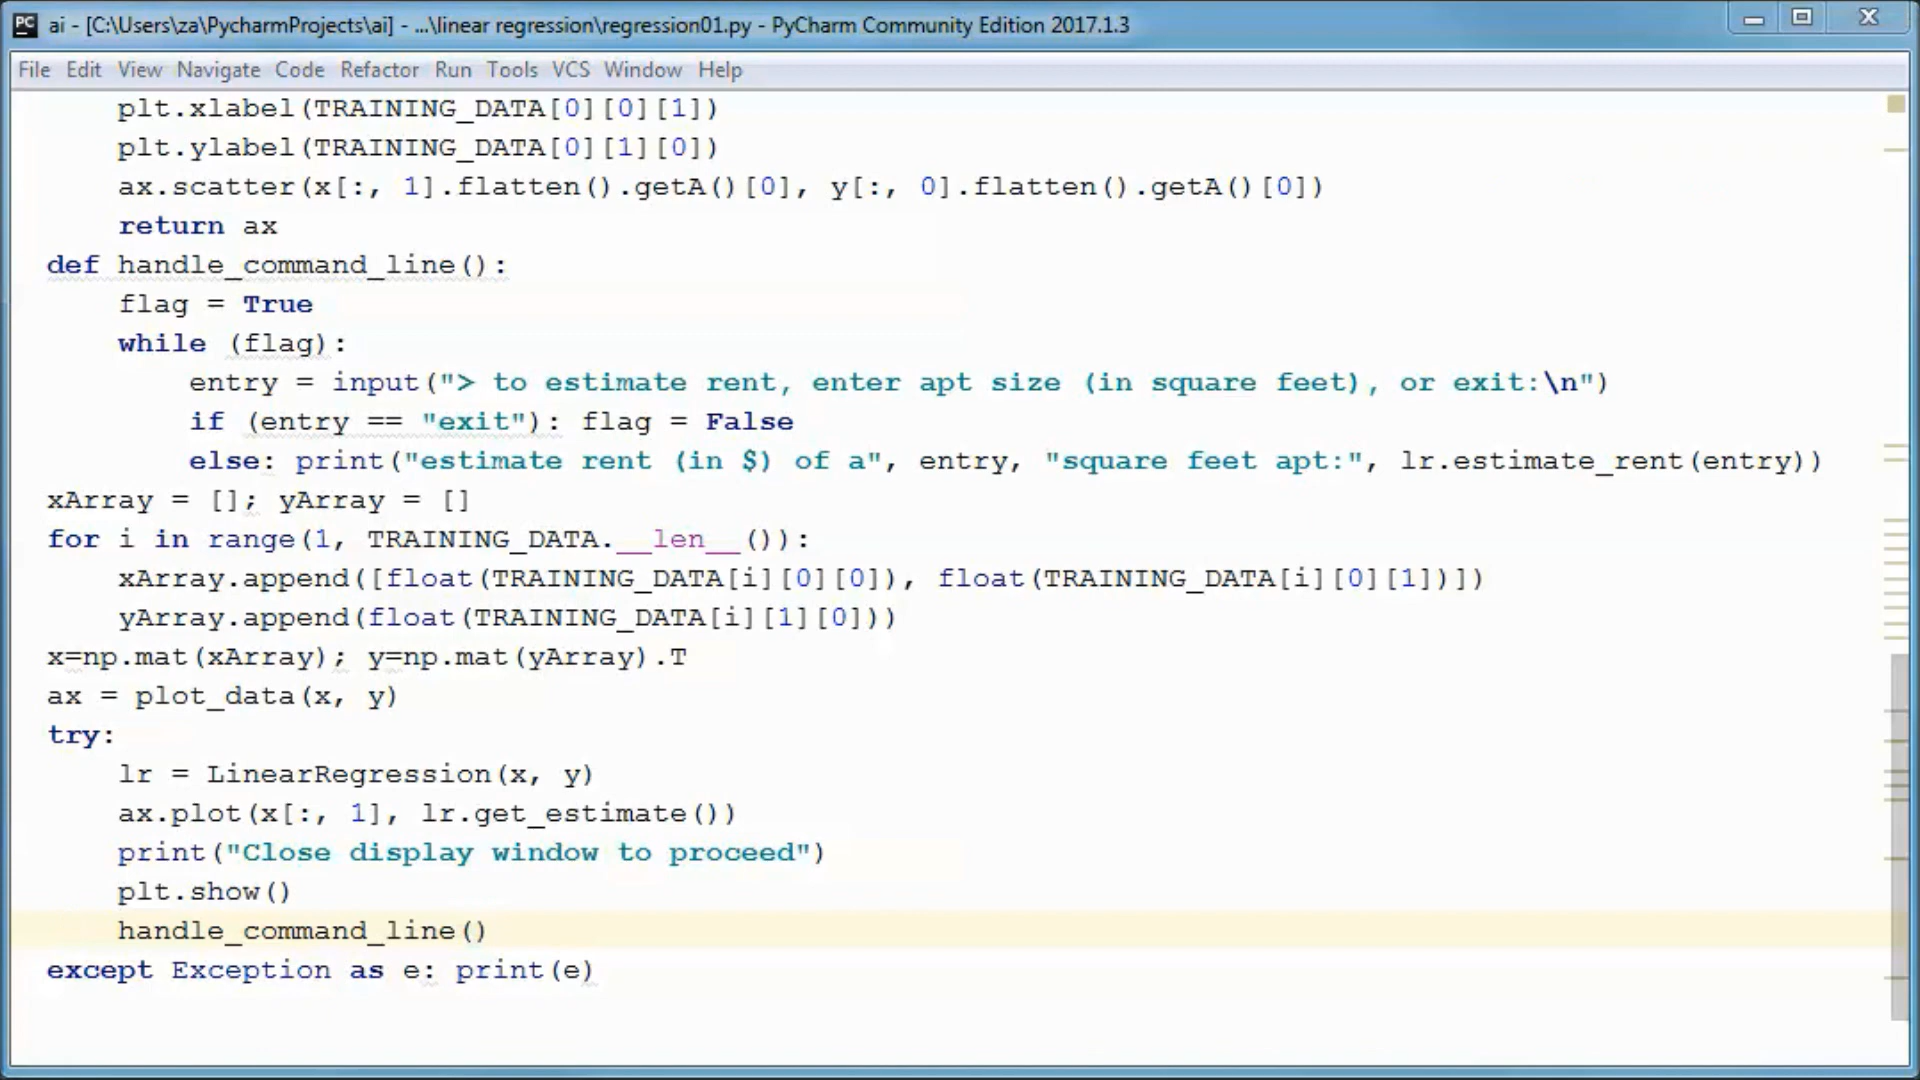 PC ai - [C:\Users\za\PycharmProjects\ai] - ...\linear regression\regression01.py - PyCharm Community Edition 2017.1.3
File Edit View Navigate Code Refactor Run Tools VCS Window Help
    plt.xlabel(TRAINING_DATA[0][0][1])
    plt.ylabel(TRAINING_DATA[0][1][0])
    ax.scatter(x[:, 1].flatten().getA()[0], y[:, 0].flatten().getA()[0])
    return ax
def handle_command_line():
    flag = True
    while (flag):
        entry = input("> to estimate rent, enter apt size (in square feet), or exit:\n")
        if (entry == "exit"): flag = False
        else: print("estimate rent (in $) of a", entry, "square feet apt:", lr.estimate_rent(entry))
xArray = []; yArray = []
for i in range(1, TRAINING_DATA.__len__()):
    xArray.append([float(TRAINING_DATA[i][0][0]), float(TRAINING_DATA[i][0][1])])
    yArray.append(float(TRAINING_DATA[i][1][0]))
x=np.mat(xArray); y=np.mat(yArray).T
ax = plot_data(x, y)
try:
    lr = LinearRegression(x, y)
    ax.plot(x[:, 1], lr.get_estimate())
    print("Close display window to proceed")
    plt.show()
    handle_command_line()
except Exception as e: print(e)